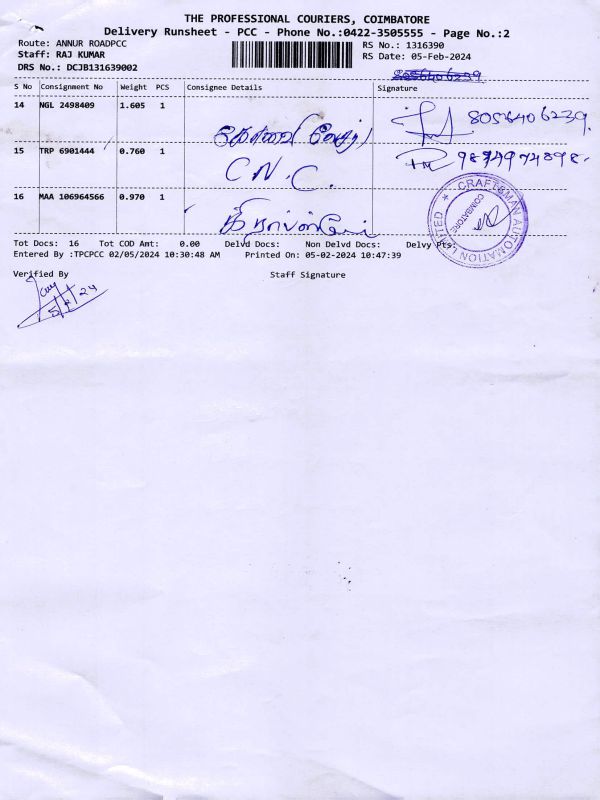 THE PROFESSIONAL COURIERS, COIMBATORE
Delivery Runsheet - PCC - Phone No.:0422-3505555 - Page No.:2
Route: ANNUR ROADPCC
RS No.: 1316390
Staff: RAJ KUMAR
RS Date: 05-Feb-2024
DRS No.: DCJB131639002
8056406239
S No Consignment No Weight PCS Consignee Details Signature
14 NGL 2498409 1.605 1 8056406239.
15 TRP 6901444 0.760 1 C N. C. 9874974898.
16 MAA 106964566 0.970 1
CRAFTSMAN AUTOMATION LIMITED
COIMBATORE
Tot Docs: 16 Tot COD Amt: 0.00 Delvd Docs: Non Delvd Docs: Delvy Pts:
Entered By :TPCPCC 02/05/2024 10:30:48 AM Printed On: 05-02-2024 10:47:39
Verified By Staff Signature
5/2/24